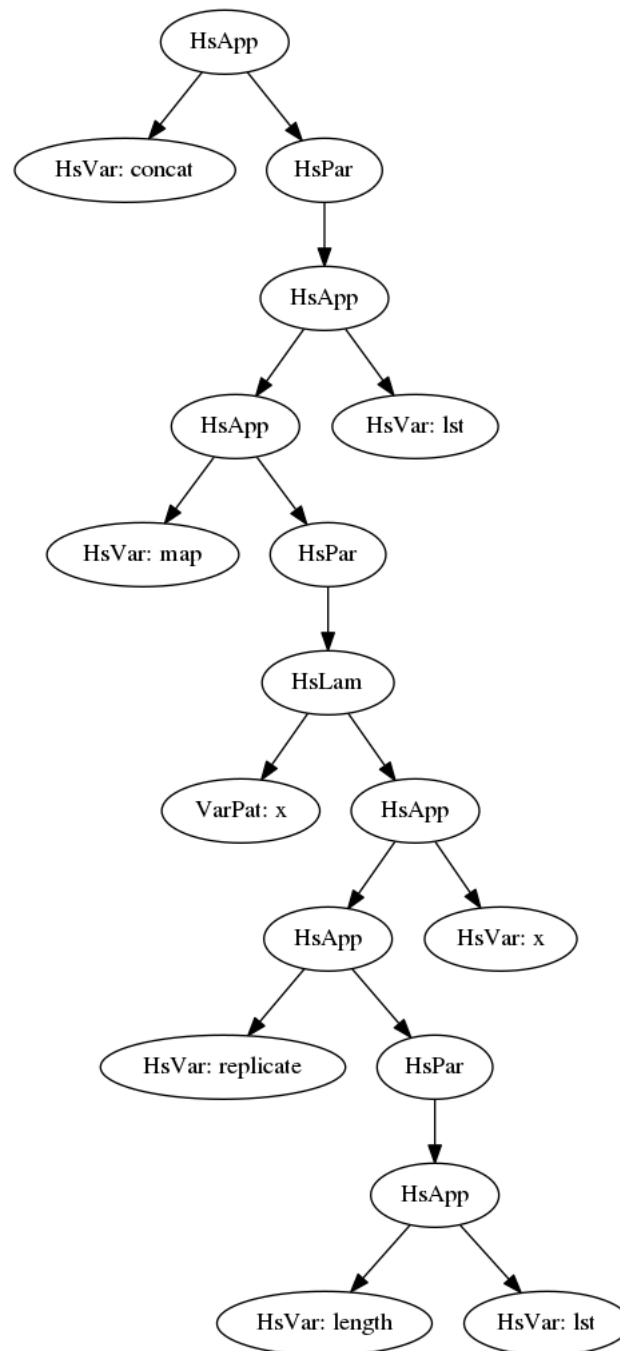 HsApp
HsVar: concat
HsPar
HsApp
HsApp
HsVar: lst
HsVar: map
HsPar
HsLam
VarPat: x
HsApp
HsApp
HsVar: x
HsVar: replicate
HsPar
HsApp
HsVar: length
HsVar: lst